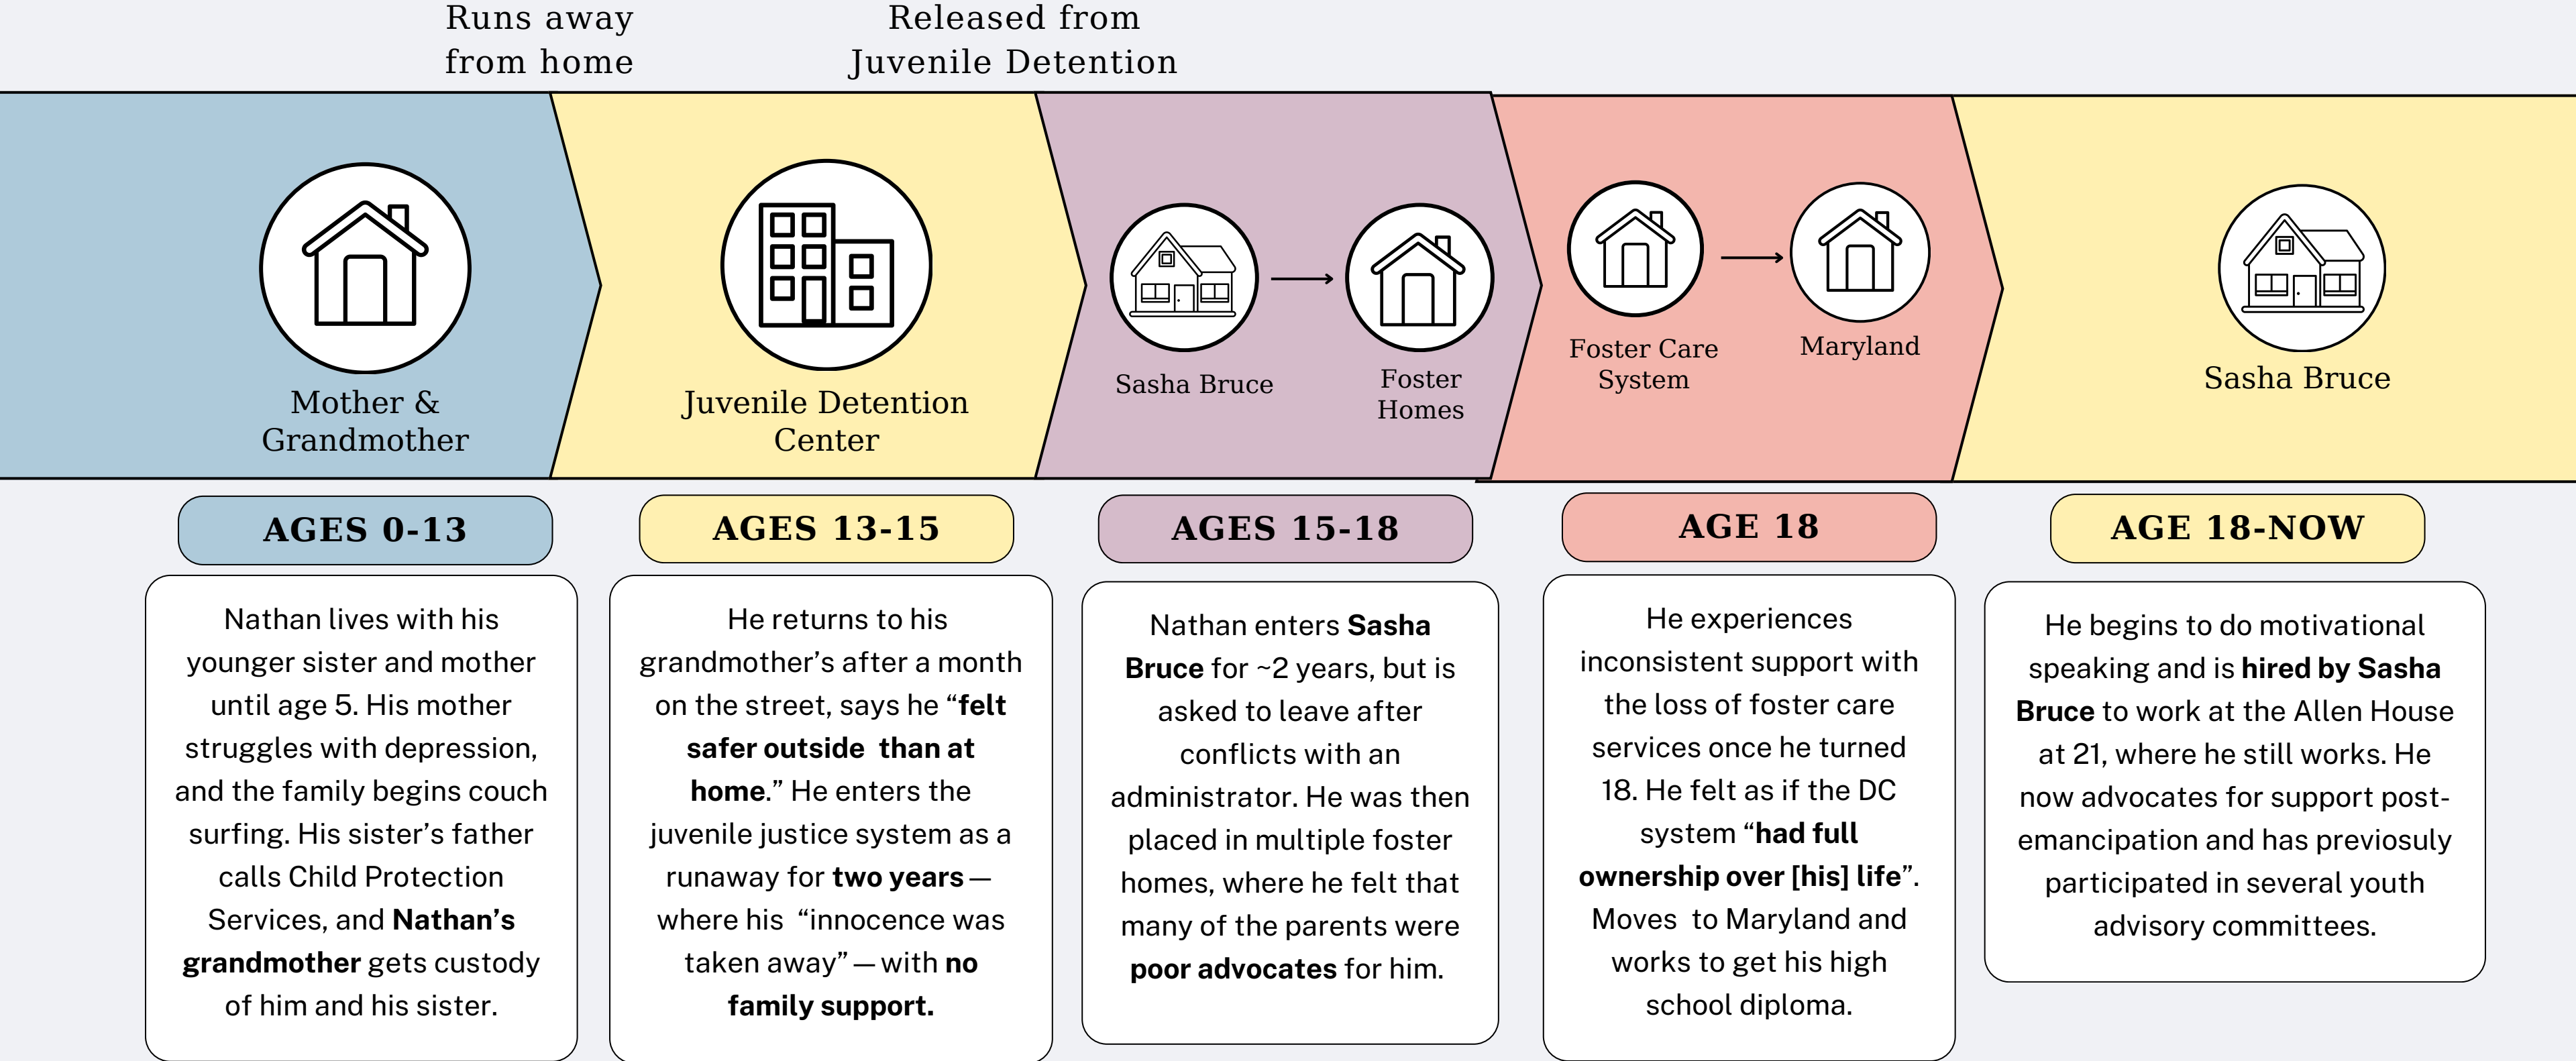 Runs away
from home
Released from
Juvenile Detention
Mother &
Grandmother
Juvenile Detention
Center
Sasha Bruce
Foster
Homes
Foster Care
System
Maryland
Sasha Bruce
AGES 0-13
Nathan lives with his
younger sister and mother
until age 5. His mother
struggles with depression,
and the family begins couch
surfing. His sister’s father
calls Child Protection
Services, and Nathan’s
grandmother gets custody
of him and his sister.
AGES 13-15
He returns to his
grandmother’s after a month
on the street, says he “felt
safer outside  than at
home.” He enters the
juvenile justice system as a
runaway for two years—
where his  “innocence was
taken away”—with no
family support.
AGES 15-18
Nathan enters Sasha
Bruce for ~2 years, but is
asked to leave after
conflicts with an
administrator. He was then
placed in multiple foster
homes, where he felt that
many of the parents were
poor advocates for him.
AGE 18
He experiences
inconsistent support with
the loss of foster care
services once he turned
18. He felt as if the DC
system “had full
ownership over [his] life”.
Moves  to Maryland and
works to get his high
school diploma.
AGE 18-NOW
He begins to do motivational
speaking and is hired by Sasha
Bruce to work at the Allen House
at 21, where he still works. He
now advocates for support post-
emancipation and has previosuly
participated in several youth
advisory committees.